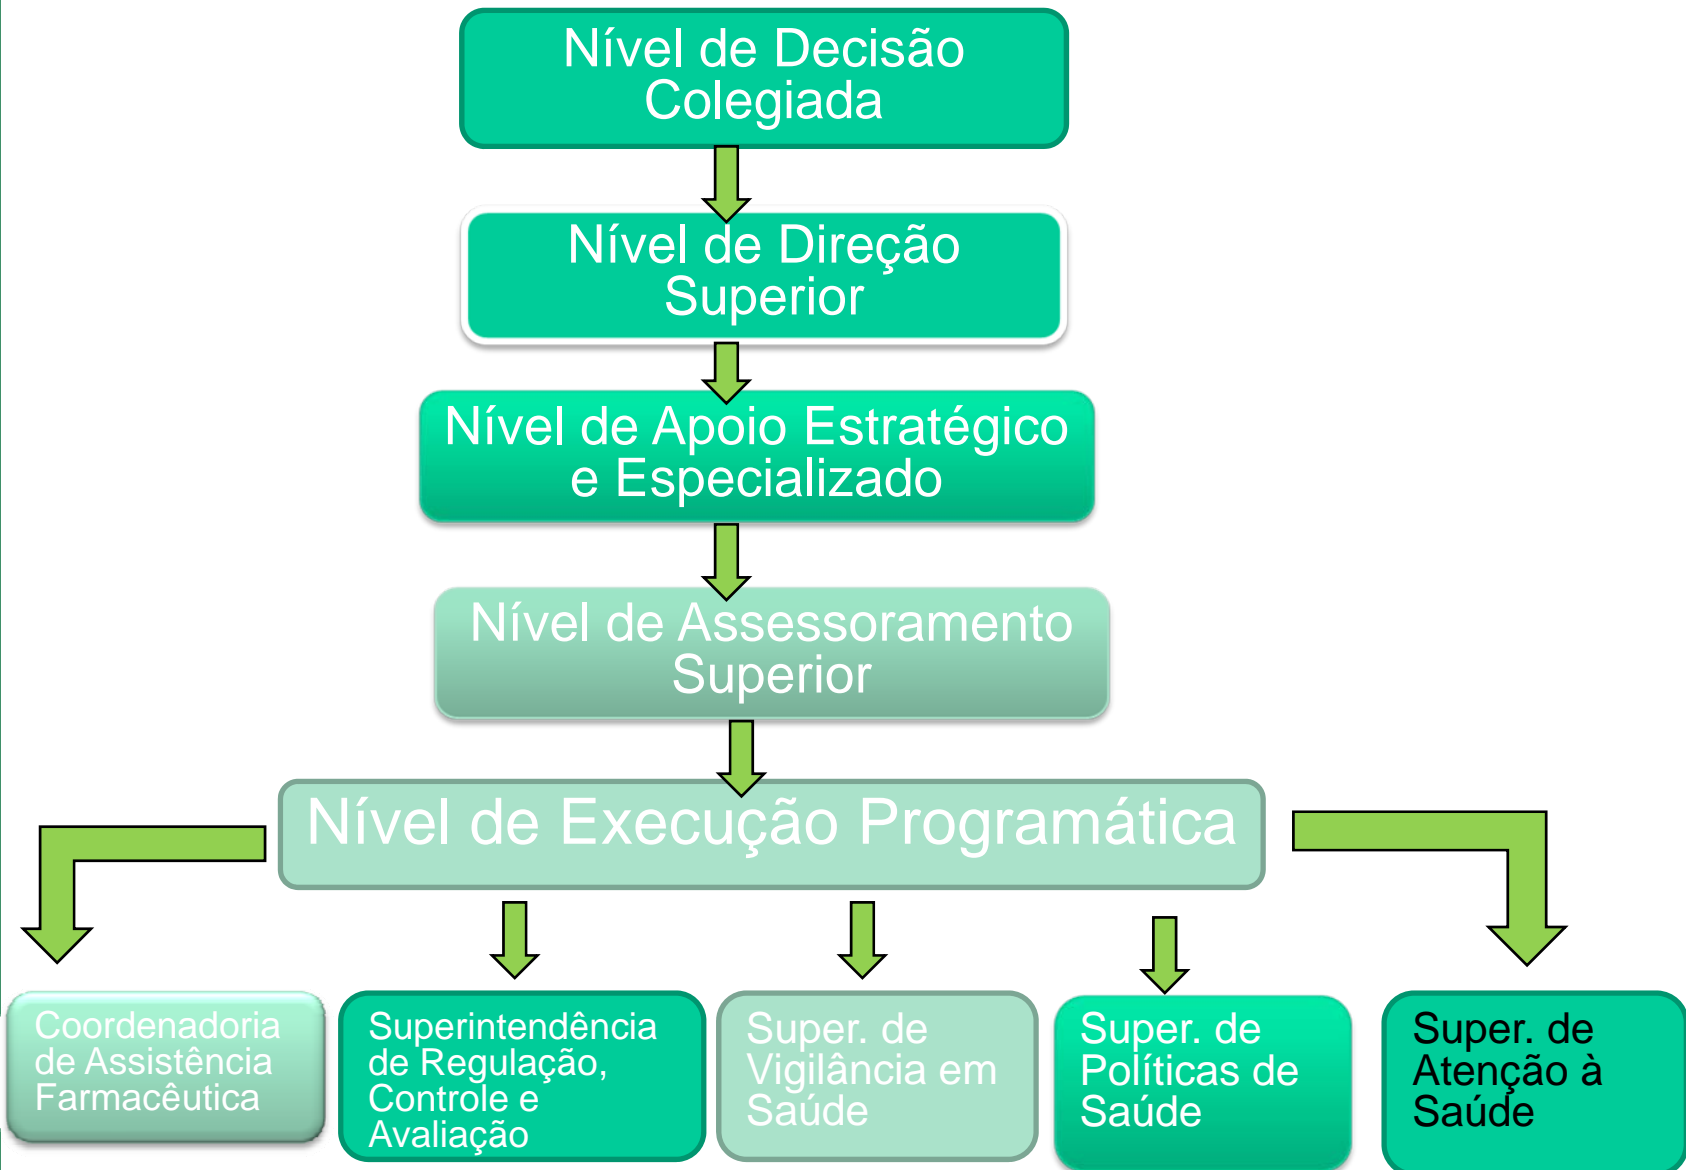 Nível de Decisão
Colegiada
Nível de Direção
Superior
Nível de Apoio Estratégico
e Especializado
Nível de Assessoramento
Superior
Nível de Execução Programática
Coordenadoria
de Assistência
Farmacêutica
Superintendência
de Regulação,
Controle e
Avaliação
Super. de
Vigilância em
Saúde
Super. de
Políticas de
Saúde
Super. de
Atenção à
Saúde